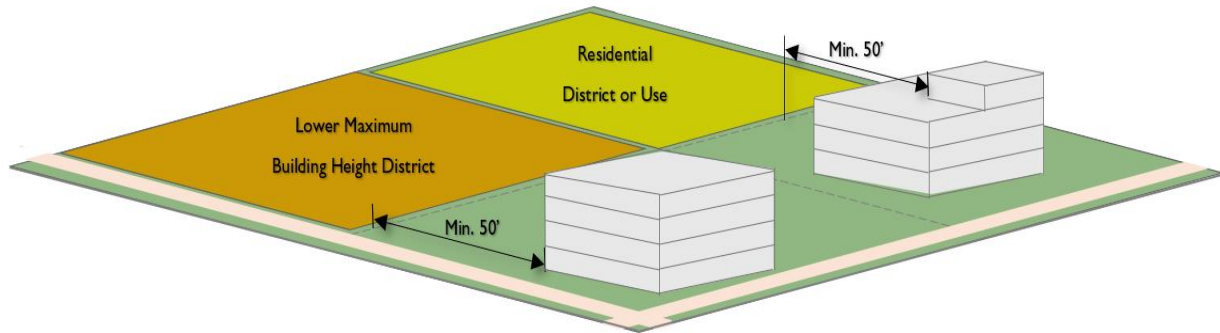 Min. 50’
Residential
District or Use
Lower Maximum
Building Height District
Min. 50’